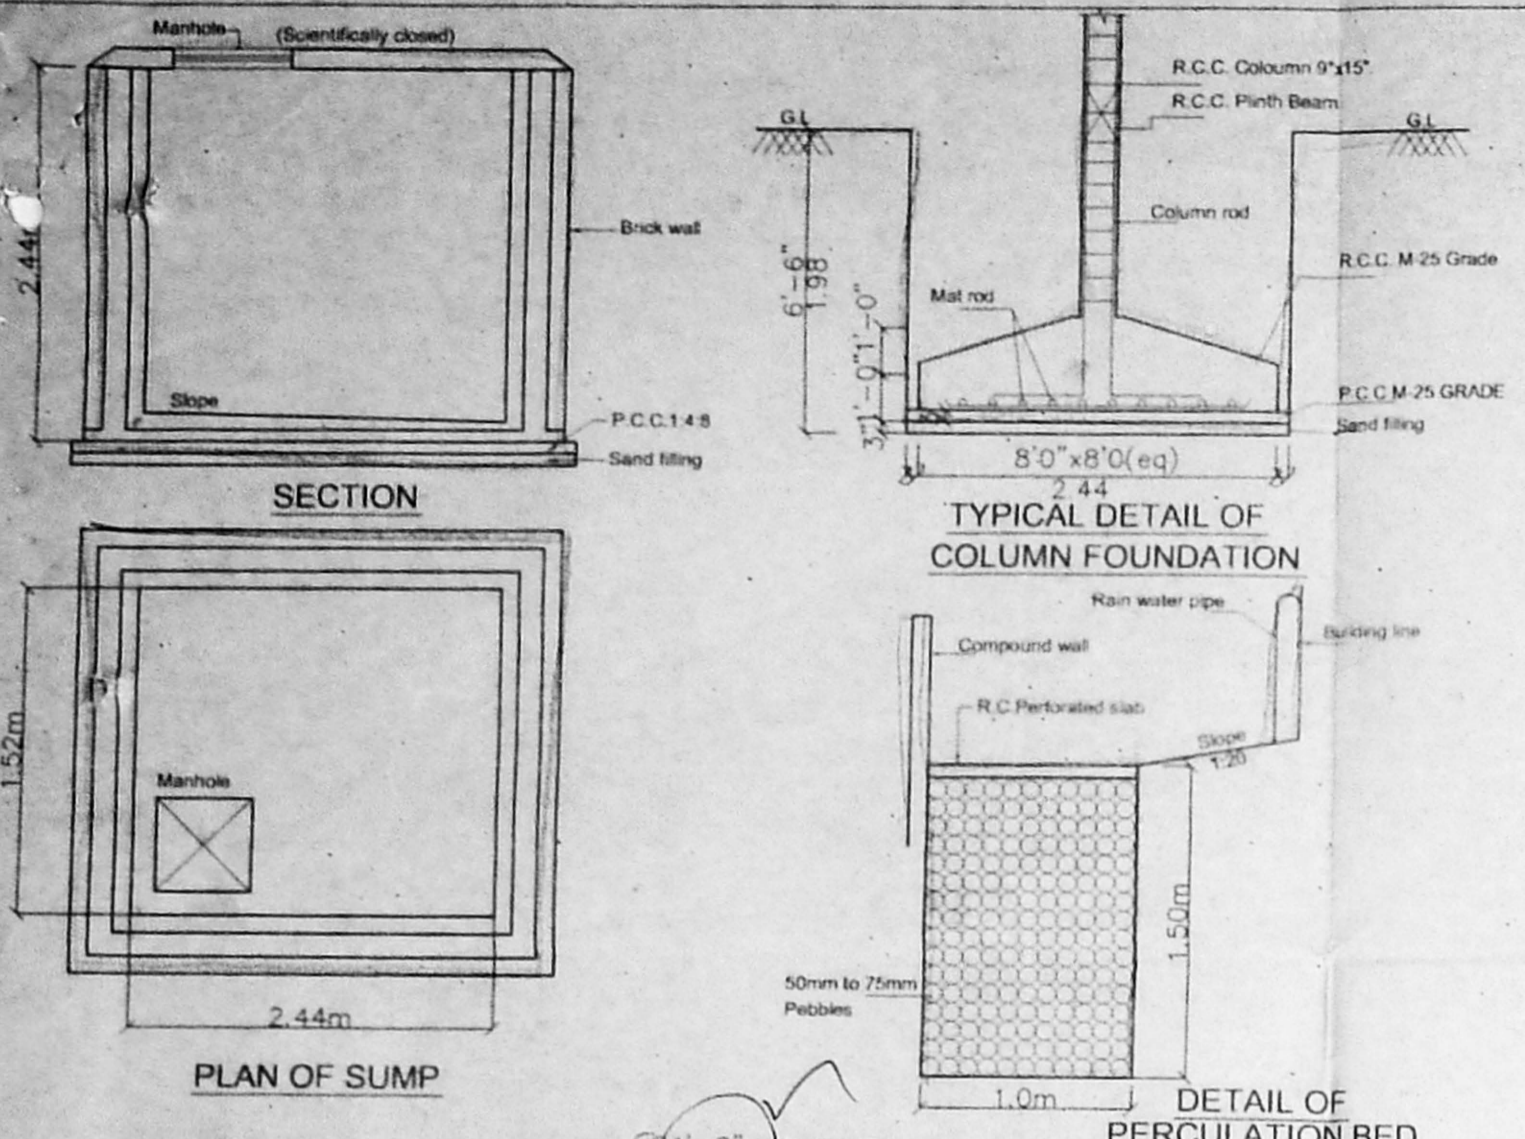 Manhole
(Scientifically closed)
2.44
Brick wall
Slope
P.C.C.1:4:8
Sand filling
SECTION
1.52m
Manhole
2.44m
PLAN OF SUMP
R.C.C. Coloumn 9"x15".
R.C.C. Plinth Beam
G.L
G.L
Column rod
R.C.C. M-25 Grade
6'-6"
1.98
Mat rod
1'-0"
1'-0"
3"
P.C.C M-25 GRADE
Sand filling
8'0"x8'0(eq)
2.44
TYPICAL DETAIL OF
COLUMN FOUNDATION
Rain water pipe
Building line
Compound wall
R.C.Perforated slab
Slope
1:20
1.50m
50mm to 75mm
Pebbles
1.0m
DETAIL OF
PERCULATION BED